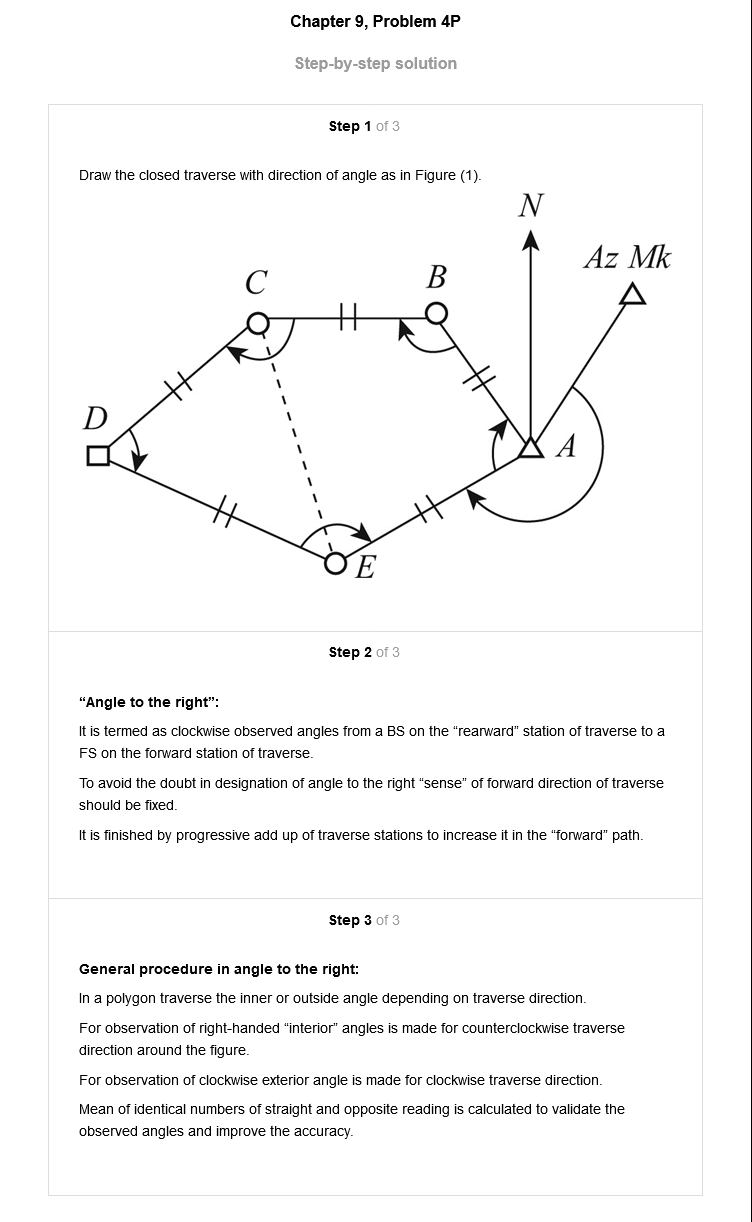 Chapter 9, Problem 4P
Step-by-step solution
Step 1 of 3
Draw the closed traverse with direction of angle as in Figure (1).
N
Az Mk
C
B
D
A
E
Step 2 of 3
“Angle to the right”:
It is termed as clockwise observed angles from a BS on the “rearward” station of traverse to a
FS on the forward station of traverse.
To avoid the doubt in designation of angle to the right “sense” of forward direction of traverse
should be fixed.
It is finished by progressive add up of traverse stations to increase it in the “forward” path.
Step 3 of 3
General procedure in angle to the right:
In a polygon traverse the inner or outside angle depending on traverse direction.
For observation of right-handed “interior” angles is made for counterclockwise traverse
direction around the figure.
For observation of clockwise exterior angle is made for clockwise traverse direction.
Mean of identical numbers of straight and opposite reading is calculated to validate the
observed angles and improve the accuracy.